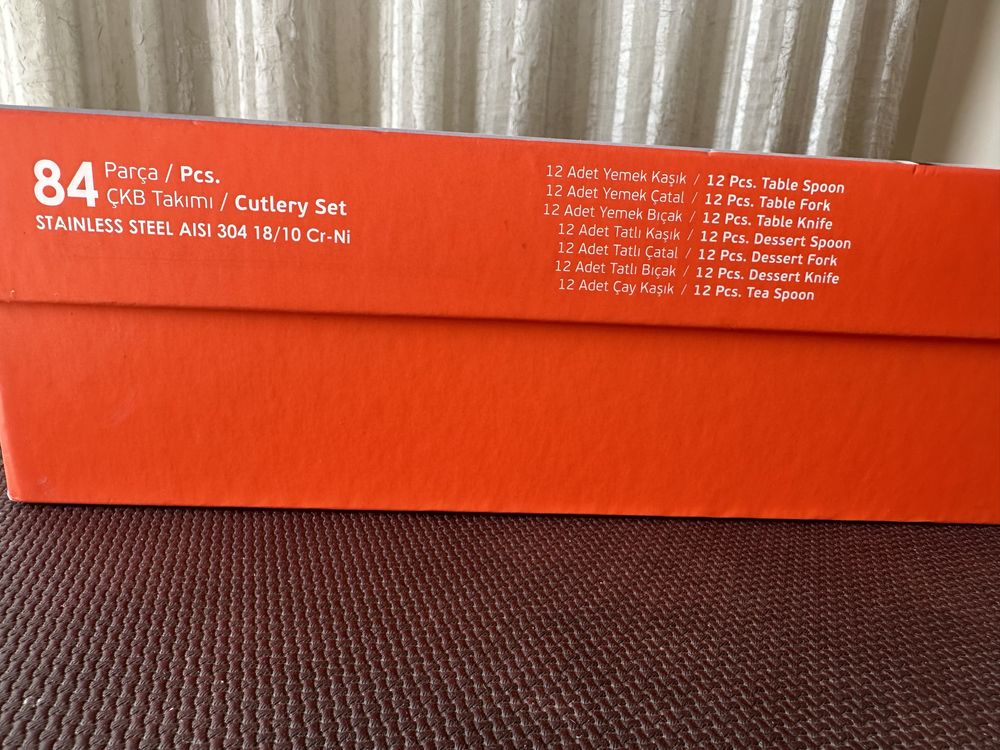 84 Parça / Pcs.
ÇKB Takımı / Cutlery Set
STAINLESS STEEL AISI 304 18/10 Cr-Ni
12 Adet Yemek Kaşık / 12 Pcs. Table Spoon
12 Adet Yemek Çatal / 12 Pcs. Table Fork
12 Adet Yemek Bıçak / 12 Pcs. Table Knife
12 Adet Tatlı Kaşık / 12 Pcs. Dessert Spoon
12 Adet Tatlı Çatal / 12 Pcs. Dessert Fork
12 Adet Tatlı Bıçak / 12 Pcs. Dessert Knife
12 Adet Çay Kaşık / 12 Pcs. Tea Spoon